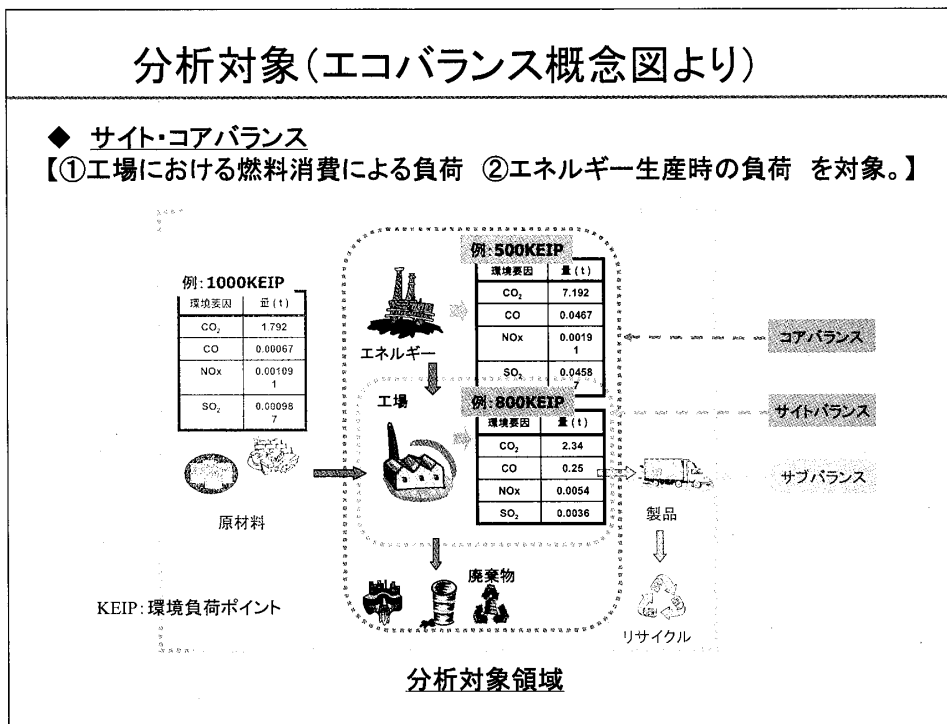 分析対象(エコバランス概念図より)
◆ サイト・コアバランス
【①工場における燃料消費による負荷 ②エネルギー生産時の負荷 を対象。】
例:1000KEIP
環境要因 量(t)
CO₂ 1.792
CO 0.00067
NOx 0.00109
1
SO₂ 0.00098
7
原材料
例:500KEIP
環境要因 量(t)
CO₂ 7.192
CO 0.0467
NOx 0.0019
1
SO₂ 0.0458
7
エネルギー
工場
例:800KEIP
環境要因 量(t)
CO₂ 2.34
CO 0.25
NOx 0.0054
SO₂ 0.0036
コアバランス
サイトバランス
サブバランス
製品
廃棄物
リサイクル
KEIP:環境負荷ポイント
分析対象領域